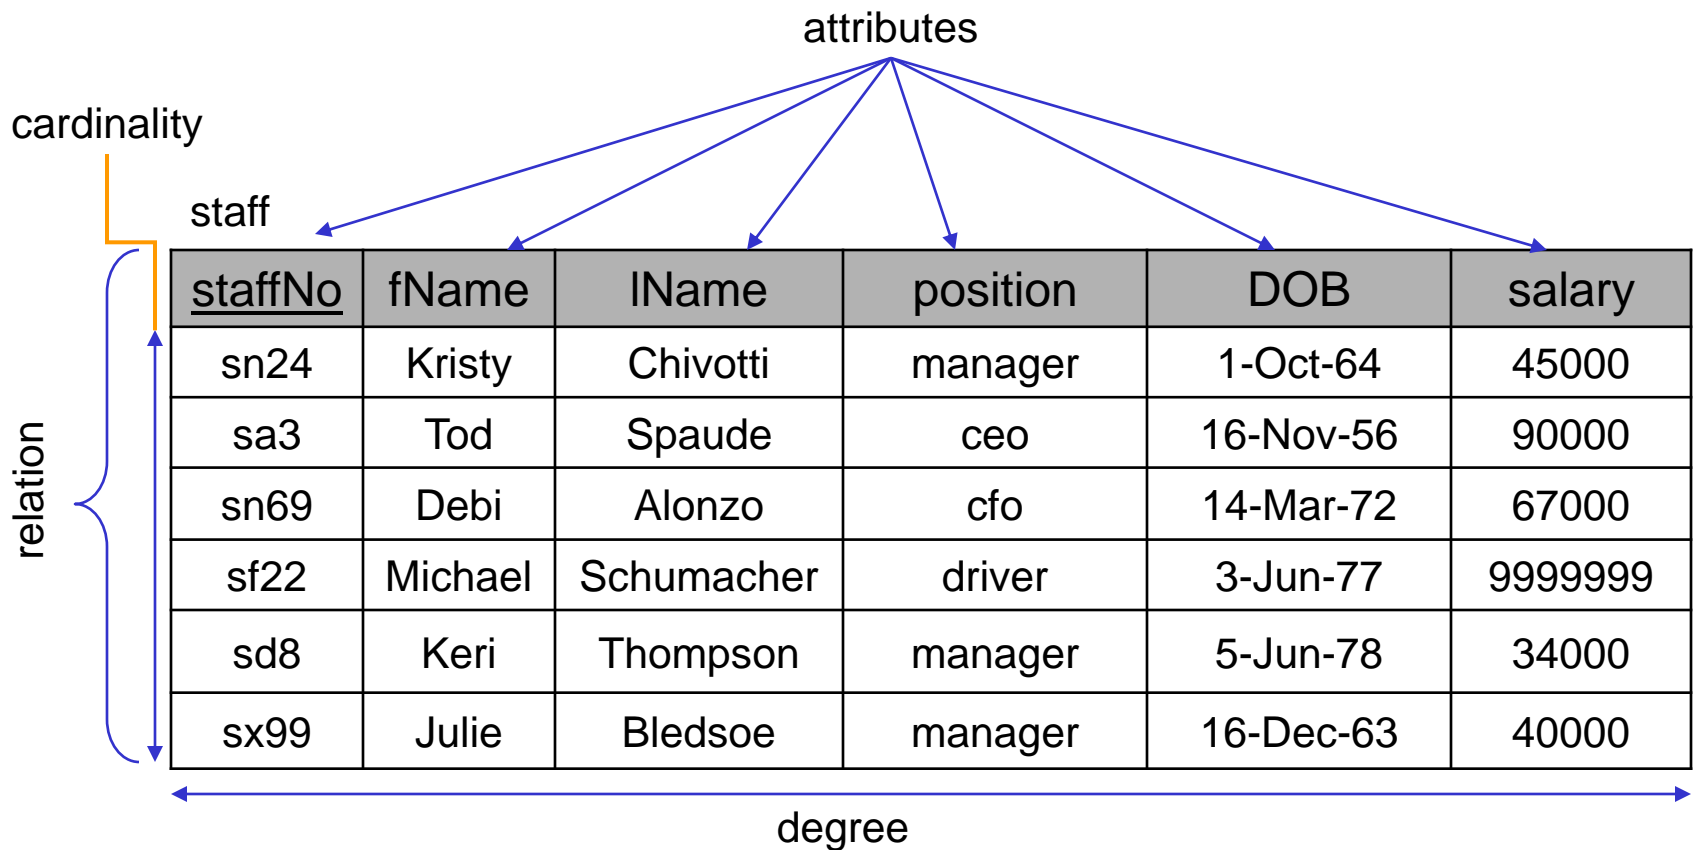 attributes
cardinality
staff
staffNo fName lName position DOB salary
sn24 Kristy Chivotti manager 1-Oct-64 45000
sa3 Tod Spaude ceo 16-Nov-56 90000
sn69 Debi Alonzo cfo 14-Mar-72 67000
sf22 Michael Schumacher driver 3-Jun-77 9999999
sd8 Keri Thompson manager 5-Jun-78 34000
sx99 Julie Bledsoe manager 16-Dec-63 40000
relation
degree